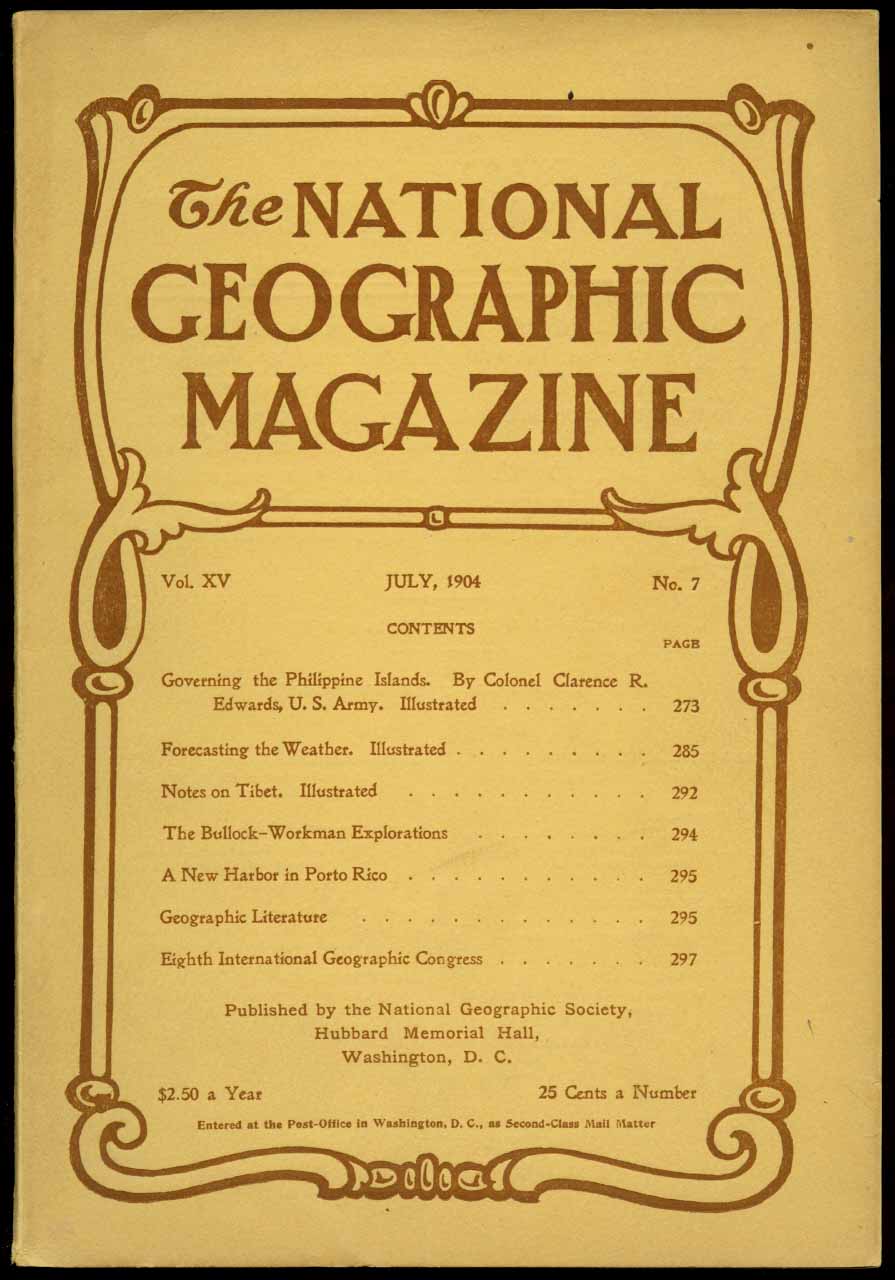 The NATIONAL
GEOGRAPHIC
MAGAZINE
Vol. XV JULY, 1904 No. 7
CONTENTS
PAGE
Governing the Philippine Islands. By Colonel Clarence R.
Edwards, U. S. Army. Illustrated . . . . . . . 273
Forecasting the Weather. Illustrated . . . . . . . . . 285
Notes on Tibet. Illustrated . . . . . . . . . . . 292
The Bullock-Workman Explorations . . . . . . . . 294
A New Harbor in Porto Rico . . . . . . . . . . . 295
Geographic Literature . . . . . . . . . . . . . 295
Eighth International Geographic Congress . . . . . . . 297
Published by the National Geographic Society,
Hubbard Memorial Hall,
Washington, D. C.
$2.50 a Year 25 Cents a Number
Entered at the Post-Office in Washington, D. C., as Second-Class Mail Matter